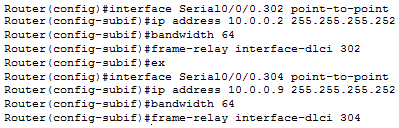 Router(config)#interface Serial0/0/0.302 point-to-point
Router(config-subif)#ip address 10.0.0.2 255.255.255.252
Router(config-subif)#bandwidth 64
Router(config-subif)#frame-relay interface-dlci 302
Router(config-subif)#ex
Router(config)#interface Serial0/0/0.304 point-to-point
Router(config-subif)#ip address 10.0.0.9 255.255.255.252
Router(config-subif)#bandwidth 64
Router(config-subif)#frame-relay interface-dlci 304